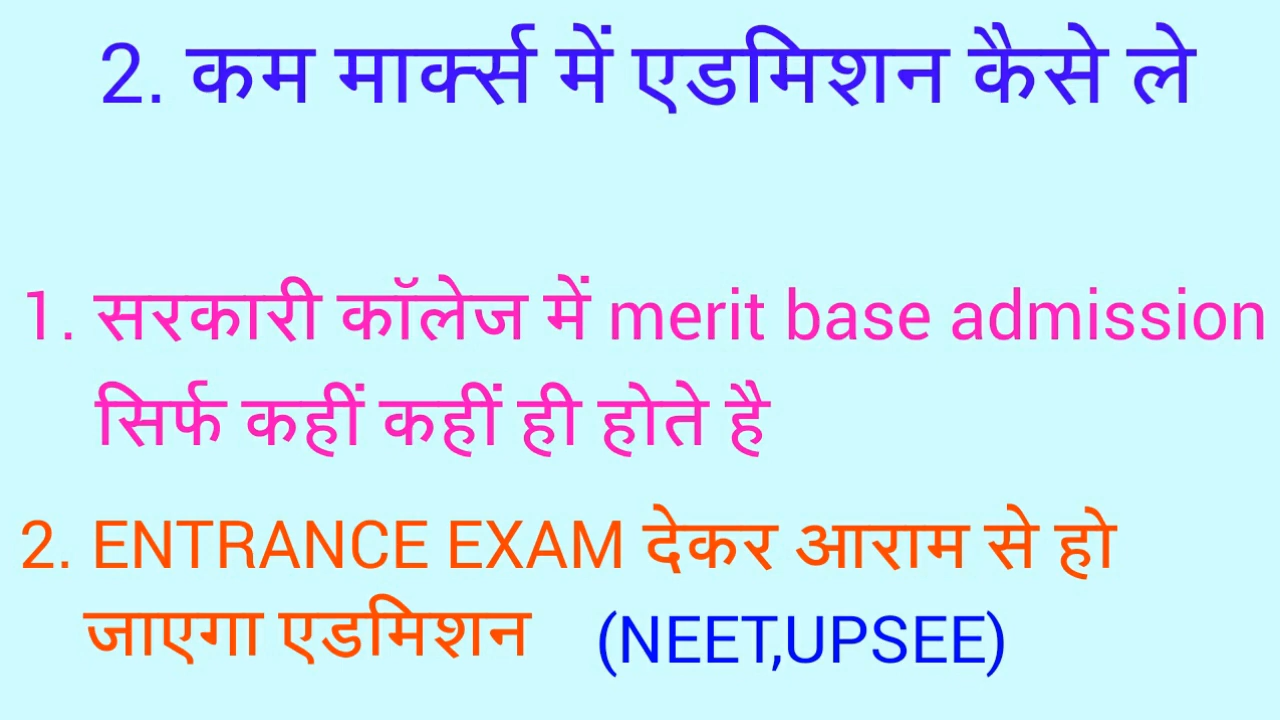 2. कम मार्क्स में एडमिशन कैसे ले
1. सरकारी कॉलेज में merit base admission
सिर्फ कहीं कहीं ही होते है
2. ENTRANCE EXAM देकर आराम से हो
जाएगा एडमिशन (NEET,UPSEE)